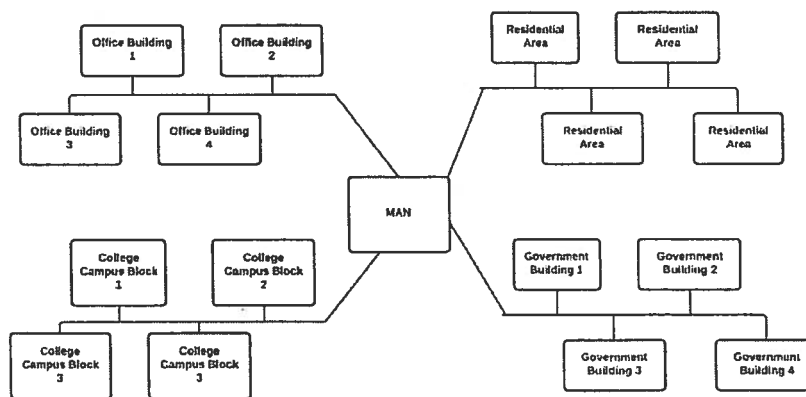 Office Building
1
Office Building
2
Office Building
3
Office Building
4
Residential
Area
Residential
Area
Residential
Area
Residential
Area
MAN
College
Campus Block
1
College
Campus Block
2
College
Campus Block
3
College
Campus Block
3
Government
Building 1
Government
Building 2
Government
Building 3
Government
Building 4